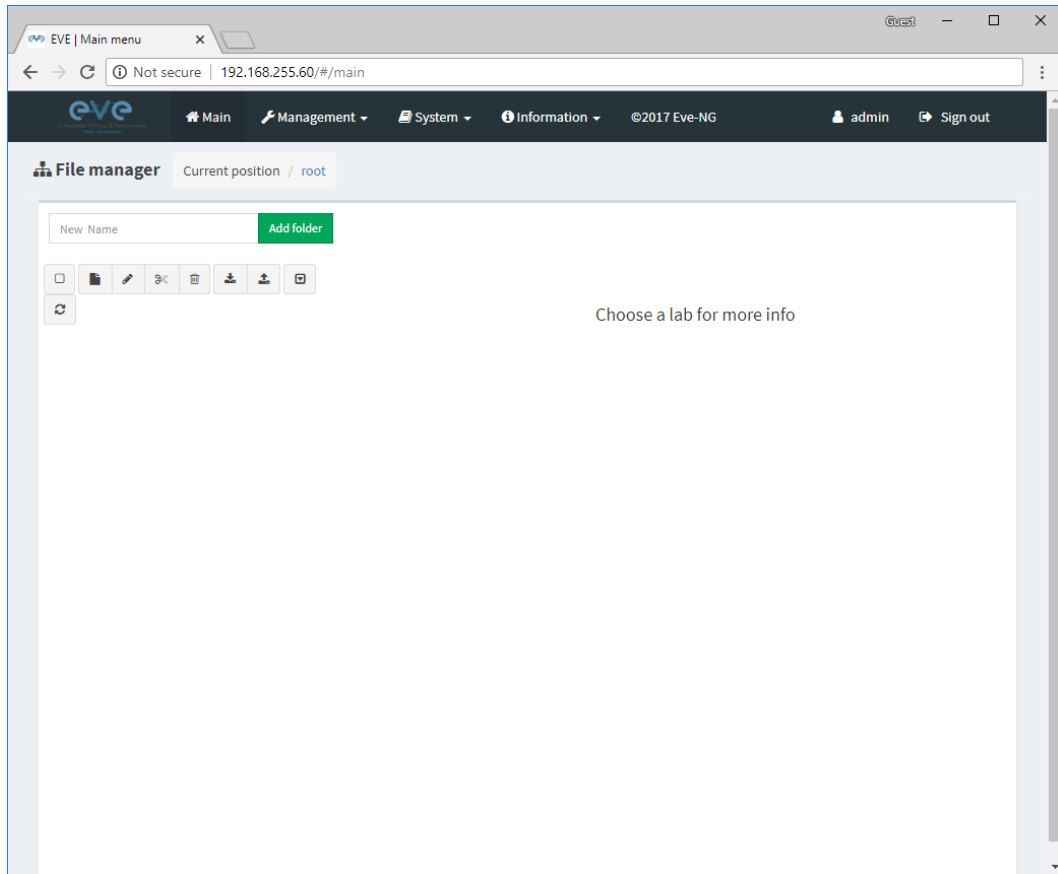 Guest
EVE | Main menu
Not secure | 192.168.255.60/#/main
eve
Main Management System Information ©2017 Eve-NG admin Sign out
File manager Current position / root
New Name Add folder
Choose a lab for more info